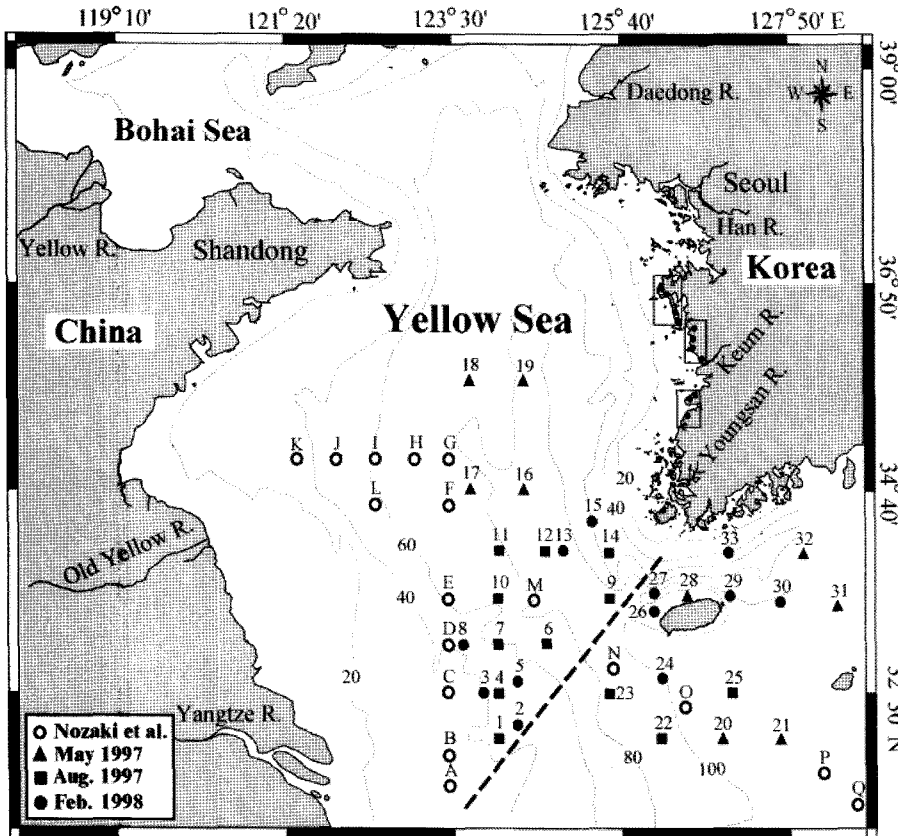 119° 10'
121° 20'
123° 30'
125° 40'
127° 50' E
39° 00'
36° 50'
34° 40'
32° 30' N
N
W E
S
Daedong R.
Bohai Sea
Seoul
Han R.
Yellow R.
Shandong
Korea
China
Yellow Sea
Keum R.
Youngsan R.
18 19
K J I H G
17 16
L F
20
15 40
Old Yellow R.
60
11 12 13 14
33 32
40
E 10 M 9
27 28 29 30 31
26
D 8 7 6
N
20
C 3 4 5
23 24 25
O
Yangtze R.
B 1 2
22 20 21
80 100
A
P
Q
Nozaki et al.
May 1997
Aug. 1997
Feb. 1998